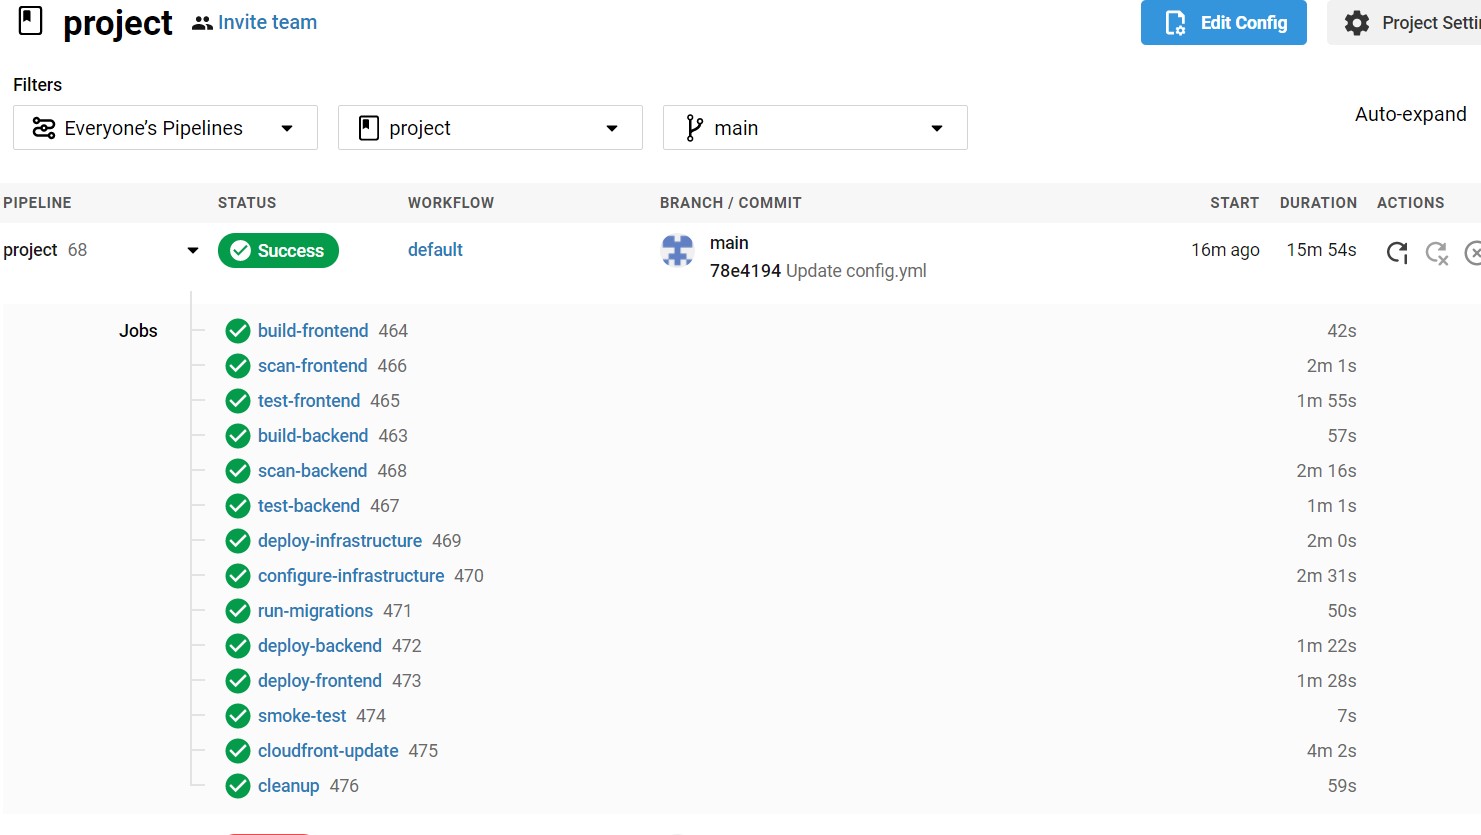 project Invite team Edit Config Project Setti
Filters
Everyone’s Pipelines project main Auto-expand
PIPELINE STATUS WORKFLOW BRANCH / COMMIT START DURATION ACTIONS
project 68 Success default main 16m ago 15m 54s
78e4194 Update config.yml
Jobs build-frontend 464 42s
scan-frontend 466 2m 1s
test-frontend 465 1m 55s
build-backend 463 57s
scan-backend 468 2m 16s
test-backend 467 1m 1s
deploy-infrastructure 469 2m 0s
configure-infrastructure 470 2m 31s
run-migrations 471 50s
deploy-backend 472 1m 22s
deploy-frontend 473 1m 28s
smoke-test 474 7s
cloudfront-update 475 4m 2s
cleanup 476 59s